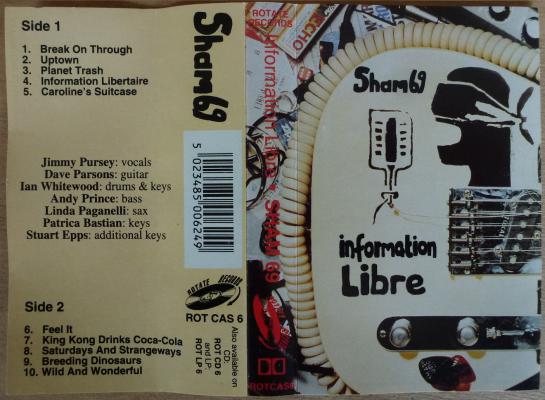 Side 1
1. Break On Through
2. Uptown
3. Planet Trash
4. Information Libertaire
5. Caroline's Suitcase
Jimmy Pursey: vocals
Dave Parsons: guitar
Ian Whitewood: drums & keys
Andy Prince: bass
Linda Paganelli: sax
Patrica Bastian: keys
Stuart Epps: additional keys
Side 2
6. Feel It
7. King Kong Drinks Coca-Cola
8. Saturdays And Strangeways
9. Breeding Dinosaurs
10. Wild And Wonderful
Sham 69
5 023485 006249
ROTATE RECORDS
ROT CAS 6
Also available on
CD:
ROT CD 6
and LP:
ROT LP 6
ROTATE
RECORDS
Information Libre • SHAM 69
ROTCAS6
ECHO
Sham 69
information
Libre